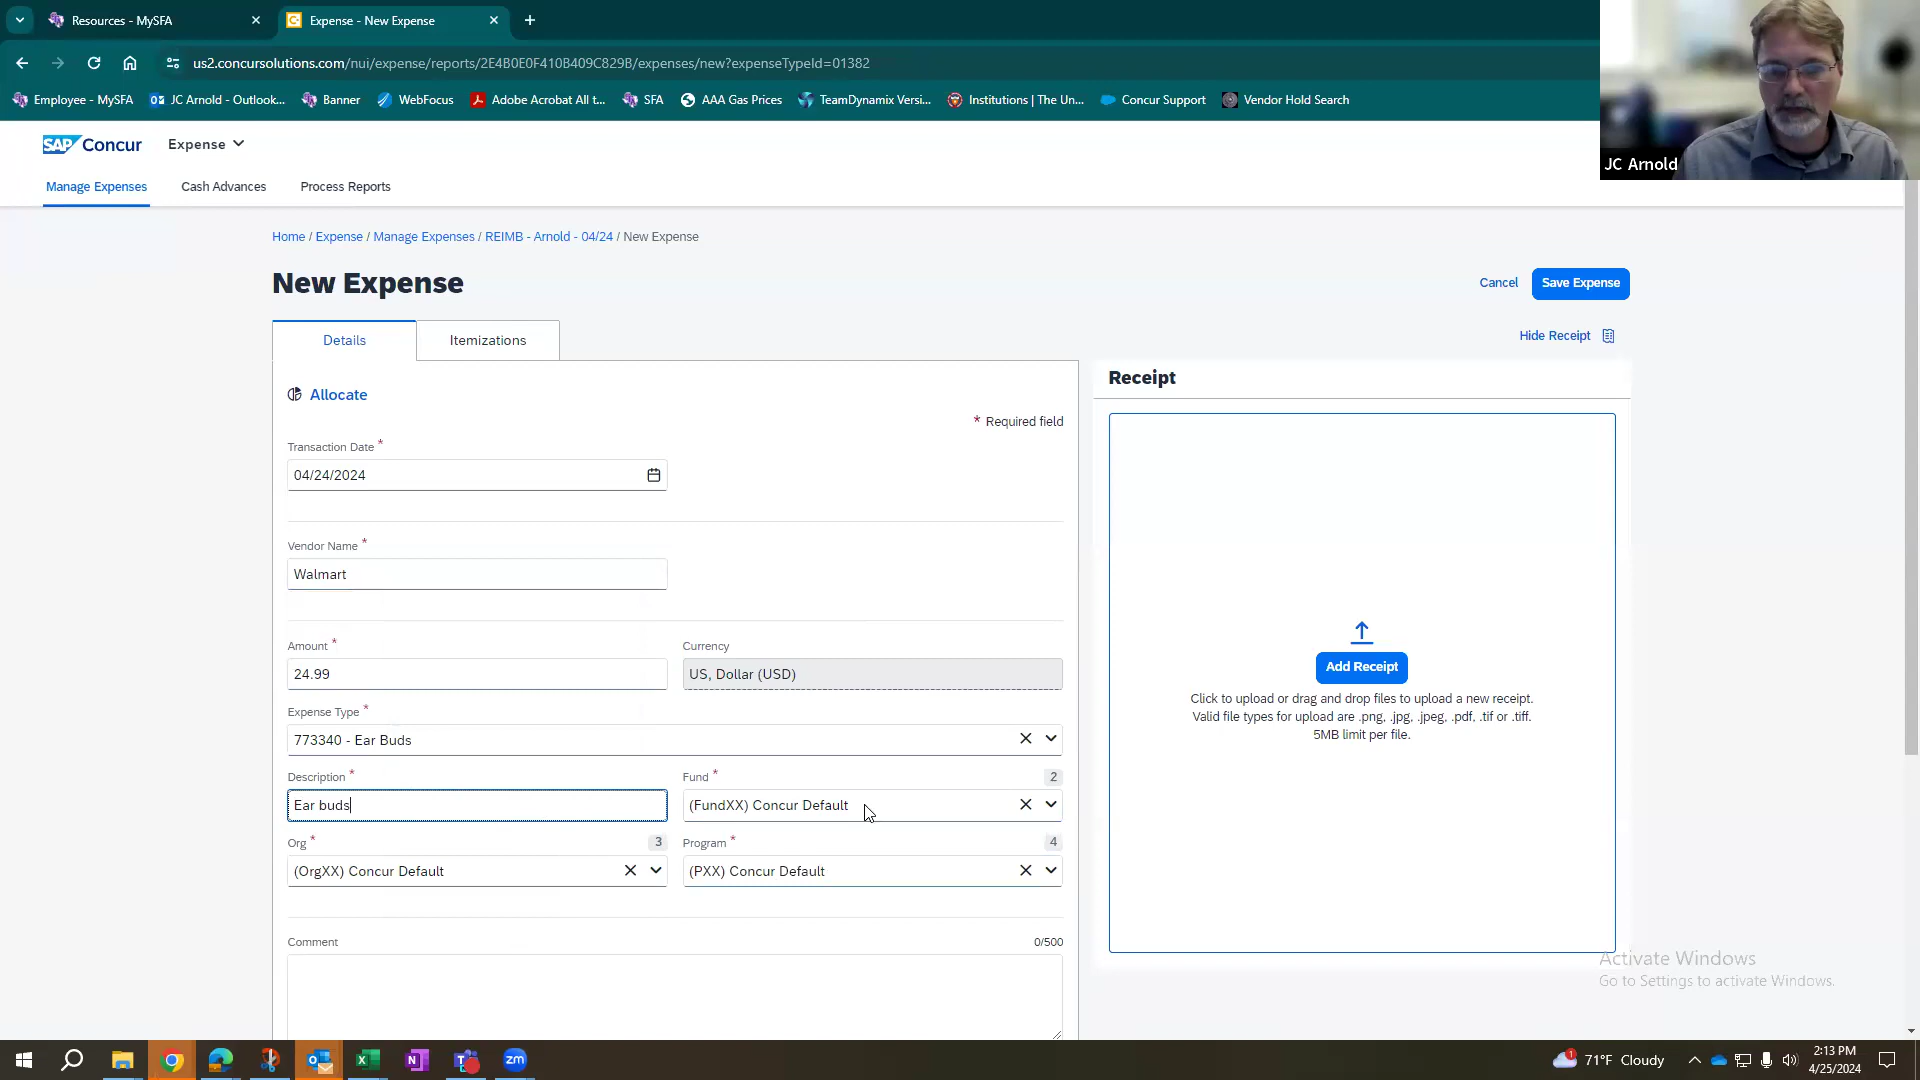 Resources - MySFA
Expense - New Expense
us2.concursolutions.com/nui/expense/reports/2E4B0E0F410B409C829B/expenses/new?expenseTypeId=01382
Employee - MySFA
JC Arnold - Outlook...
Banner
WebFocus
Adobe Acrobat All t...
SFA
AAA Gas Prices
TeamDynamix Versi...
Institutions | The Un...
Concur Support
Vendor Hold Search
JC Arnold
SAP Concur
Expense
Manage Expenses
Cash Advances
Process Reports
Home / Expense / Manage Expenses / REIMB - Arnold - 04/24 / New Expense
New Expense
Cancel
Save Expense
Details
Itemizations
Hide Receipt
Allocate
* Required field
Receipt
Transaction Date *
04/24/2024
Vendor Name *
Walmart
Amount *
24.99
Currency
US, Dollar (USD)
Expense Type *
773340 - Ear Buds
Description *
Ear buds
Fund *
2
(FundXX) Concur Default
Org *
3
(OrgXX) Concur Default
Program *
4
(PXX) Concur Default
Comment
0/500
Add Receipt
Click to upload or drag and drop files to upload a new receipt.
Valid file types for upload are .png, .jpg, .jpeg, .pdf, .tif or .tiff.
5MB limit per file.
Activate Windows
Go to Settings to activate Windows.
1
71°F Cloudy
2:13 PM
4/25/2024
zm